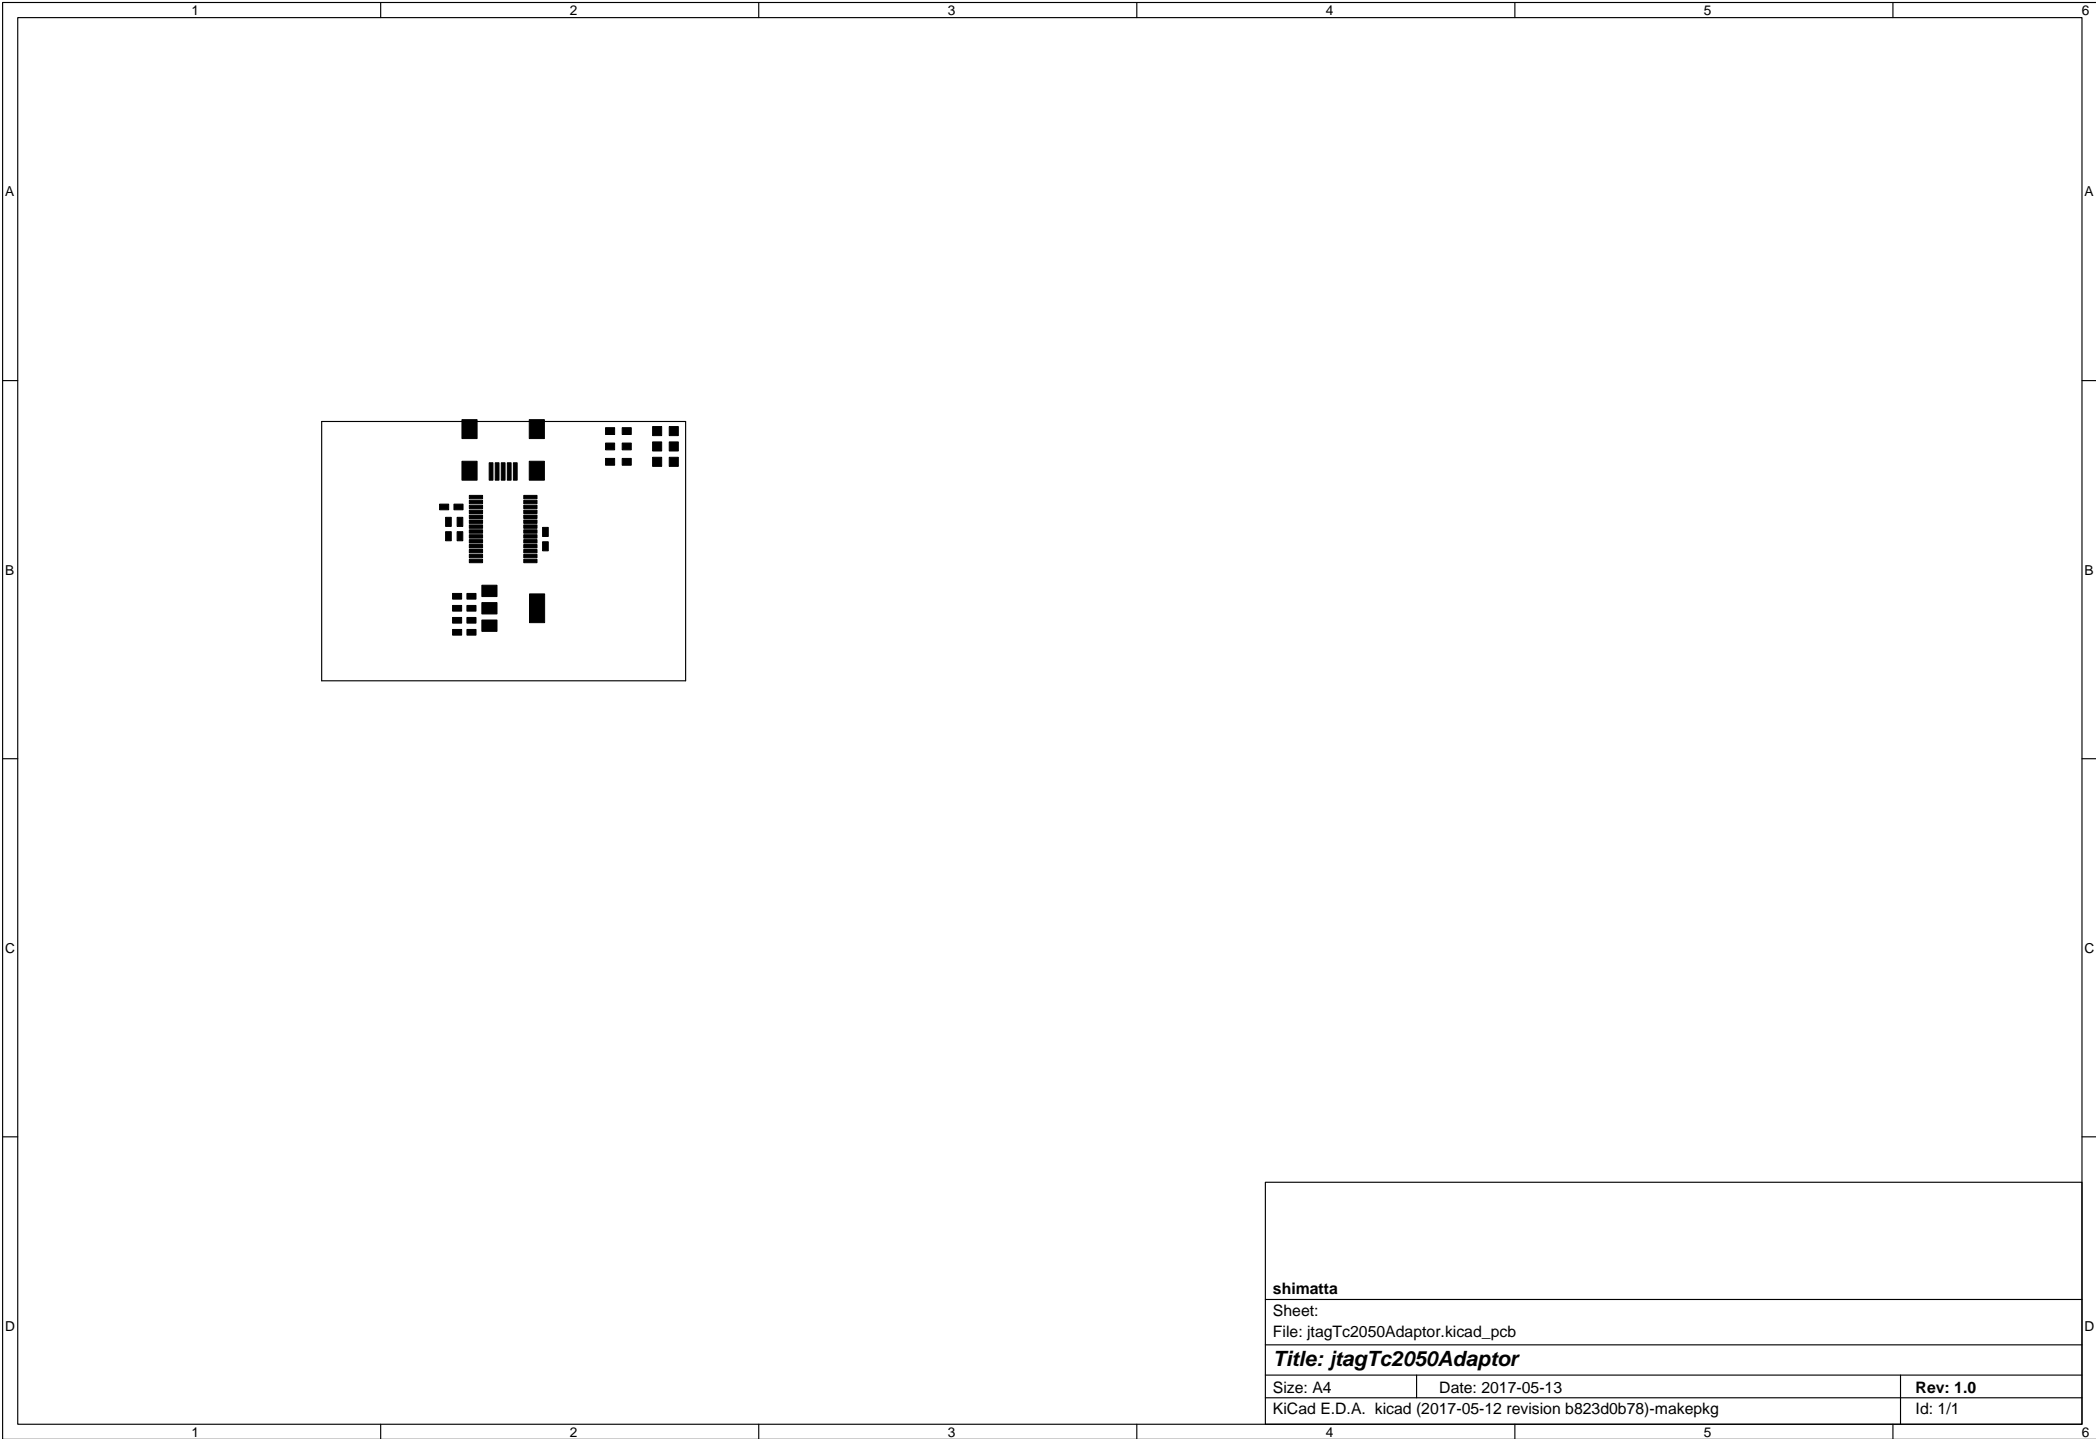 1 2 3 4 5 6
A A
B B
C C
shimatta
Sheet:
File: jtagTc2050Adaptor.kicad_pcb
D D
Title: jtagTc2050Adaptor
Size: A4 Date: 2017-05-13 Rev: 1.0
KiCad E.D.A. kicad (2017-05-12 revision b823d0b78)-makepkg Id: 1/1
1 2 3 4 5 6